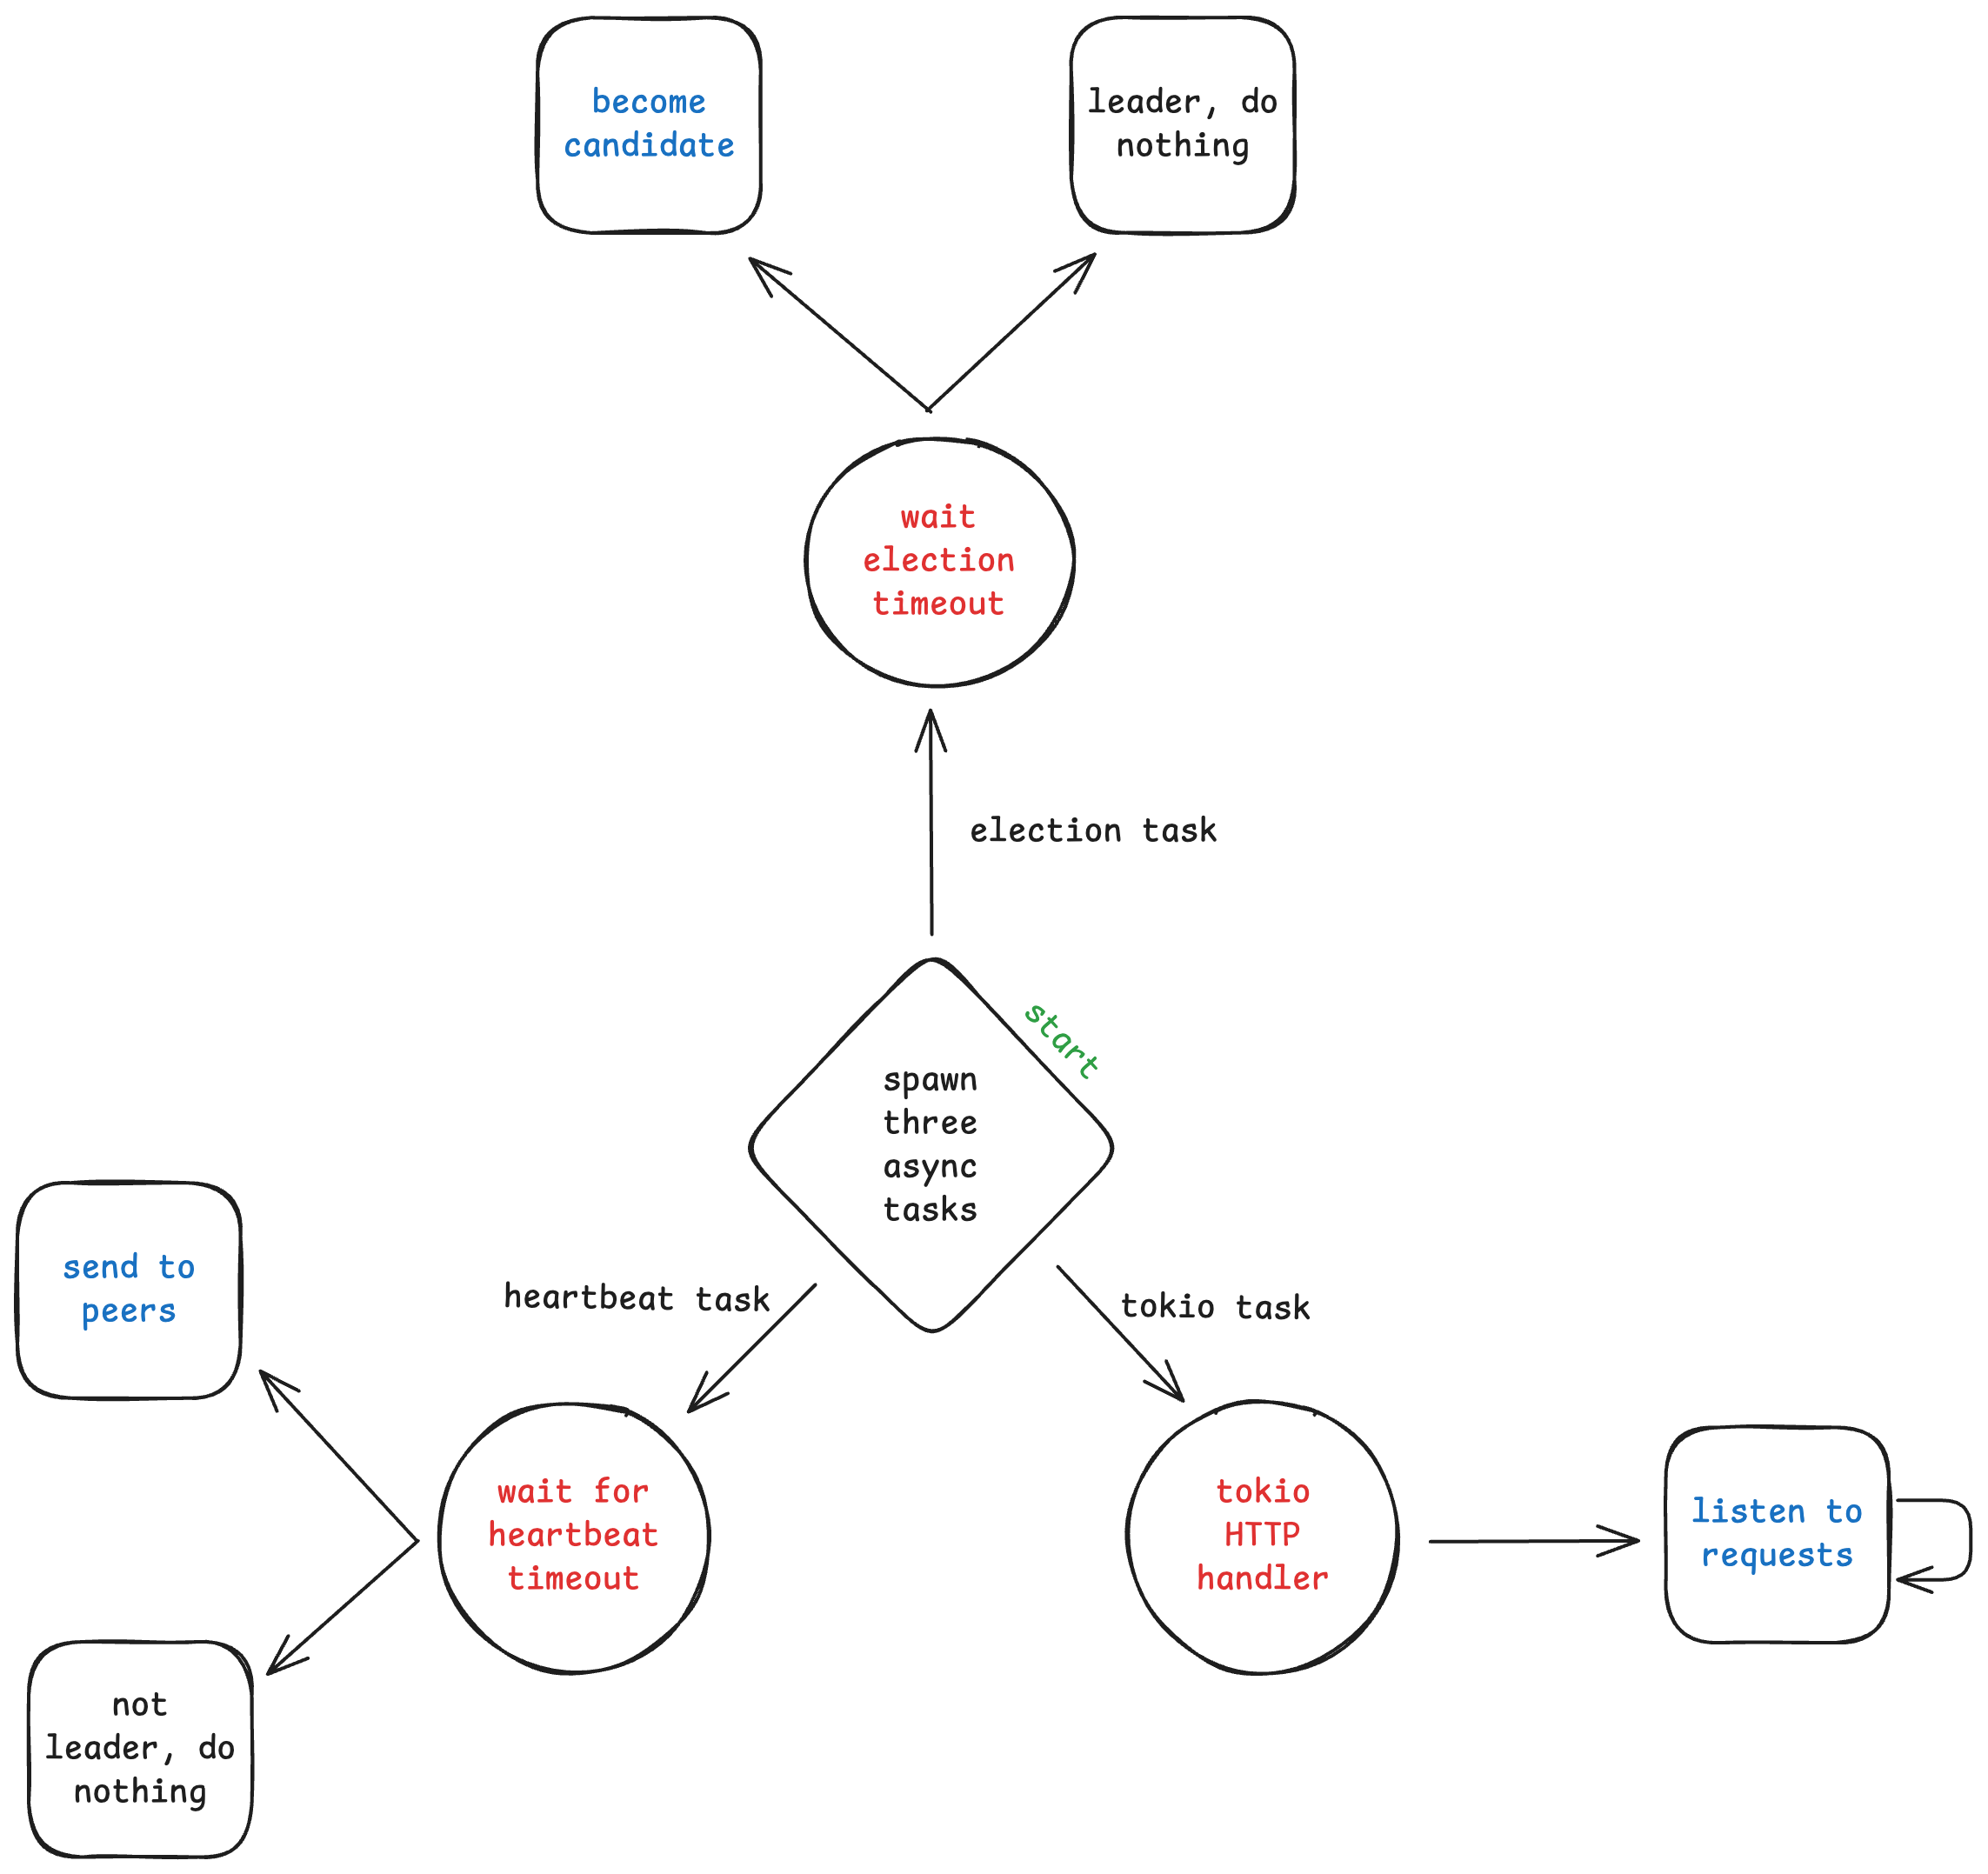 become
candidate
leader, do
nothing
wait
election
timeout
election task
start
spawn
three
async
tasks
heartbeat task
tokio task
send to
peers
wait for
heartbeat
timeout
tokio
HTTP
handler
listen to
requests
not
leader, do
nothing